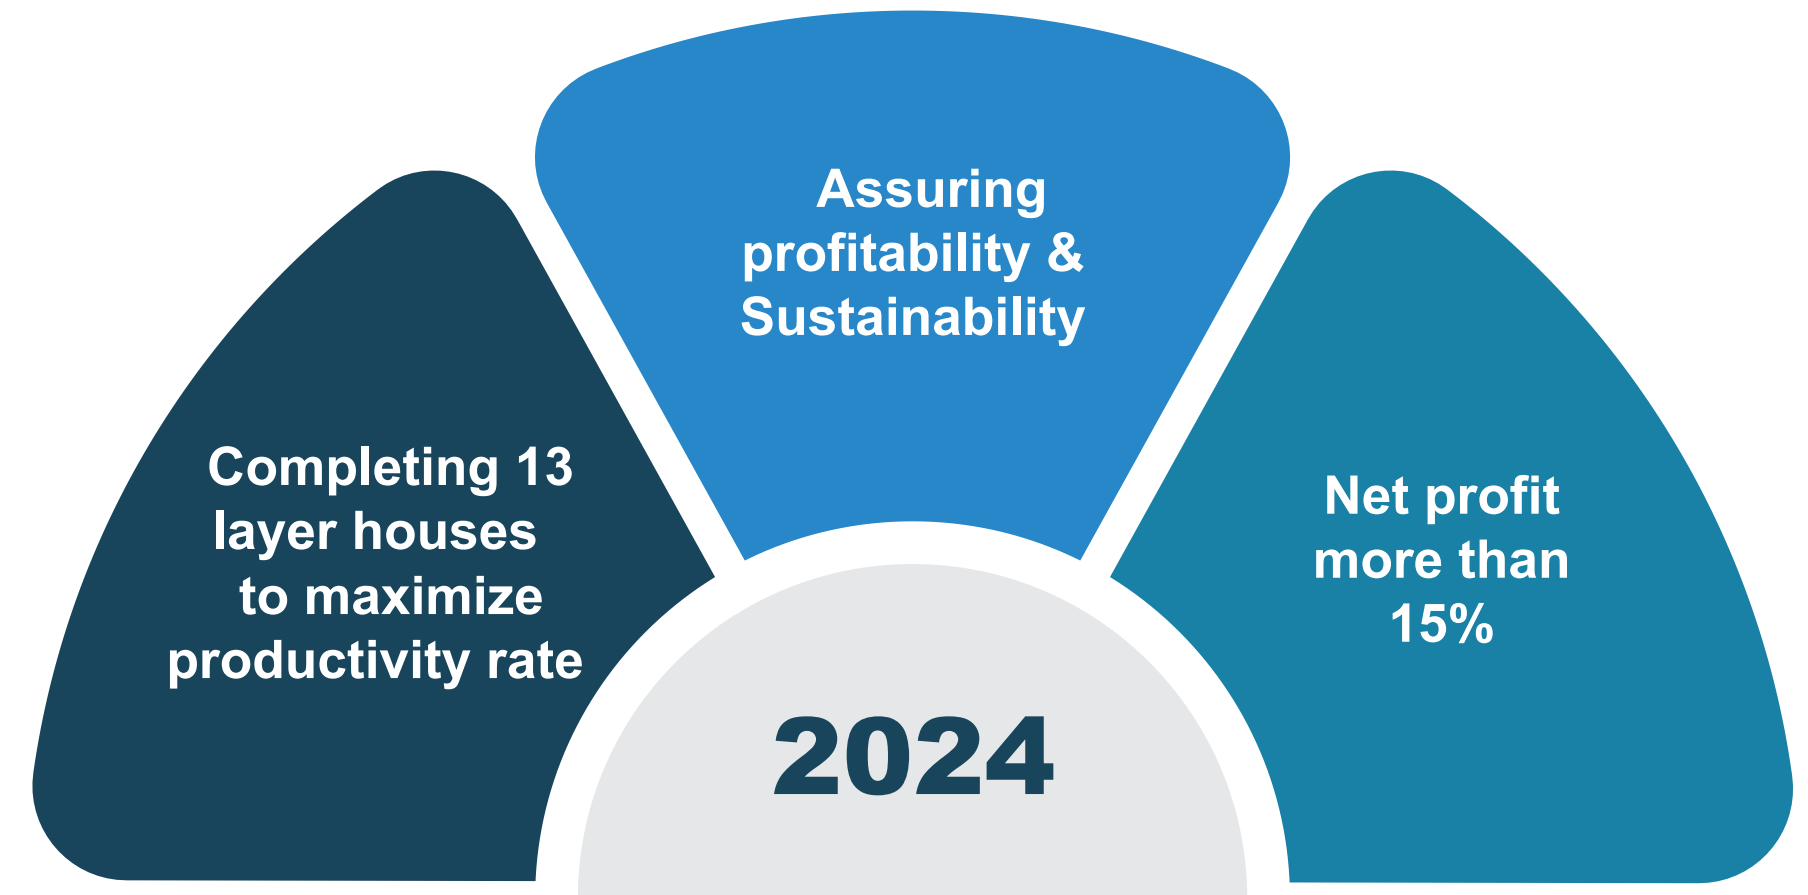 Assuring
profitability &
Sustainability
Completing 13
layer houses
to maximize
productivity rate
Net profit
more than
15%
2024